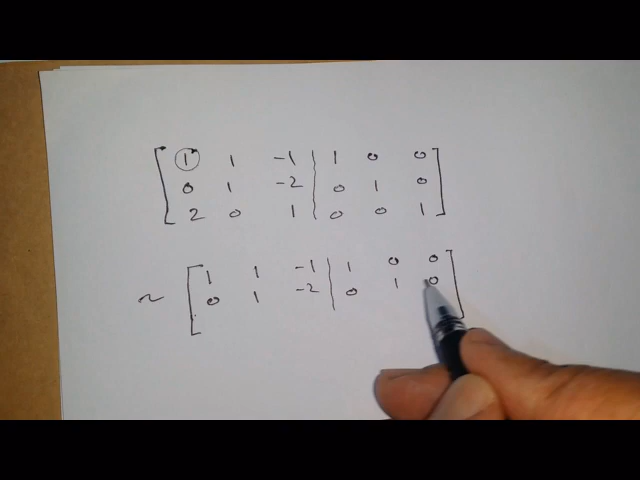 [ 1 1 -1 | 1 0 0 ]
[ 0 1 -2 | 0 1 0 ]
[ 2 0 1 | 0 0 1 ]
~ [ 1 1 -1 | 1 0 0 ]
[ 0 1 -2 | 0 1 0 ]